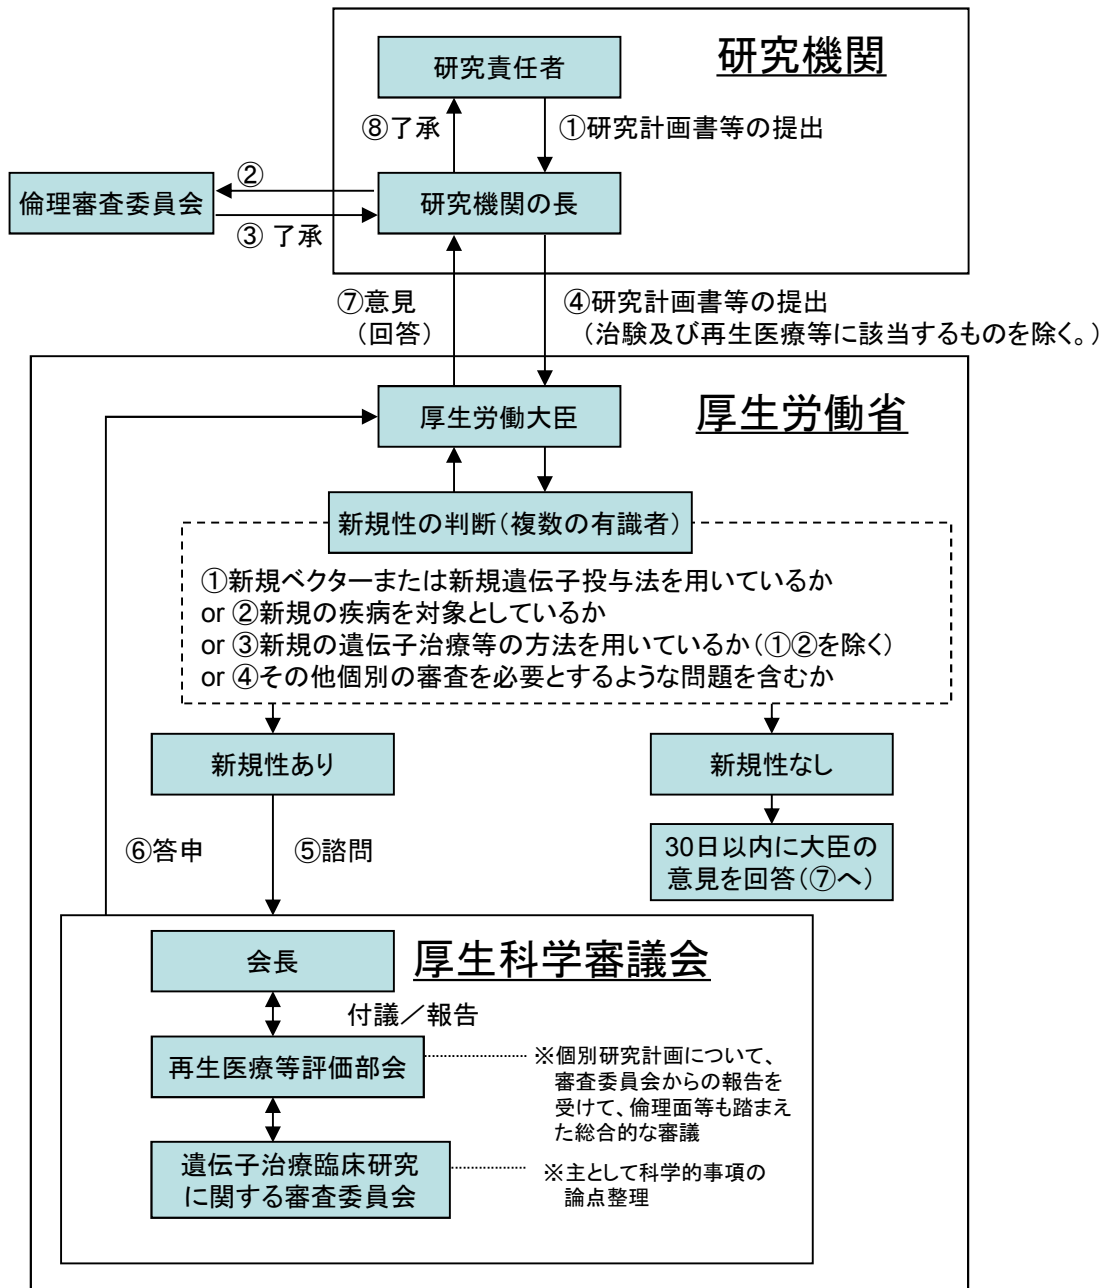 研究機関
研究責任者
⑧了承
①研究計画書等の提出
②
倫理審査委員会
研究機関の長
③ 了承
⑦意見
(回答)
④研究計画書等の提出
(治験及び再生医療等に該当するものを除く。)
厚生労働省
厚生労働大臣
新規性の判断(複数の有識者)
①新規ベクターまたは新規遺伝子投与法を用いているか
or ②新規の疾病を対象としているか
or ③新規の遺伝子治療等の方法を用いているか(①②を除く)
or ④その他個別の審査を必要とするような問題を含むか
新規性あり
新規性なし
⑥答申
⑤諮問
30日以内に大臣の
意見を回答(⑦へ)
厚生科学審議会
会長
付議/報告
再生医療等評価部会
※個別研究計画について、
審査委員会からの報告を
受けて、倫理面等も踏まえ
た総合的な審議
遺伝子治療臨床研究
に関する審査委員会
※主として科学的事項の
論点整理